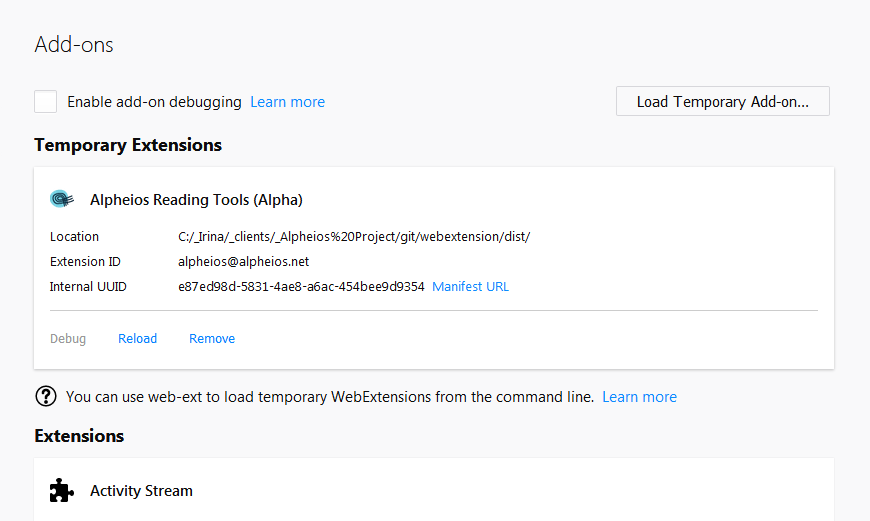 Add-ons
Enable add-on debugging Learn more Load Temporary Add-on...
Temporary Extensions
Alpheios Reading Tools (Alpha)
Location C:/_Irina/_clients/_Alpheios%20Project/git/webextension/dist/
Extension ID alpheios@alpheios.net
Internal UUID e87ed98d-5831-4ae8-a6ac-454bee9d9354 Manifest URL
Debug Reload Remove
You can use web-ext to load temporary WebExtensions from the command line. Learn more
Extensions
Activity Stream